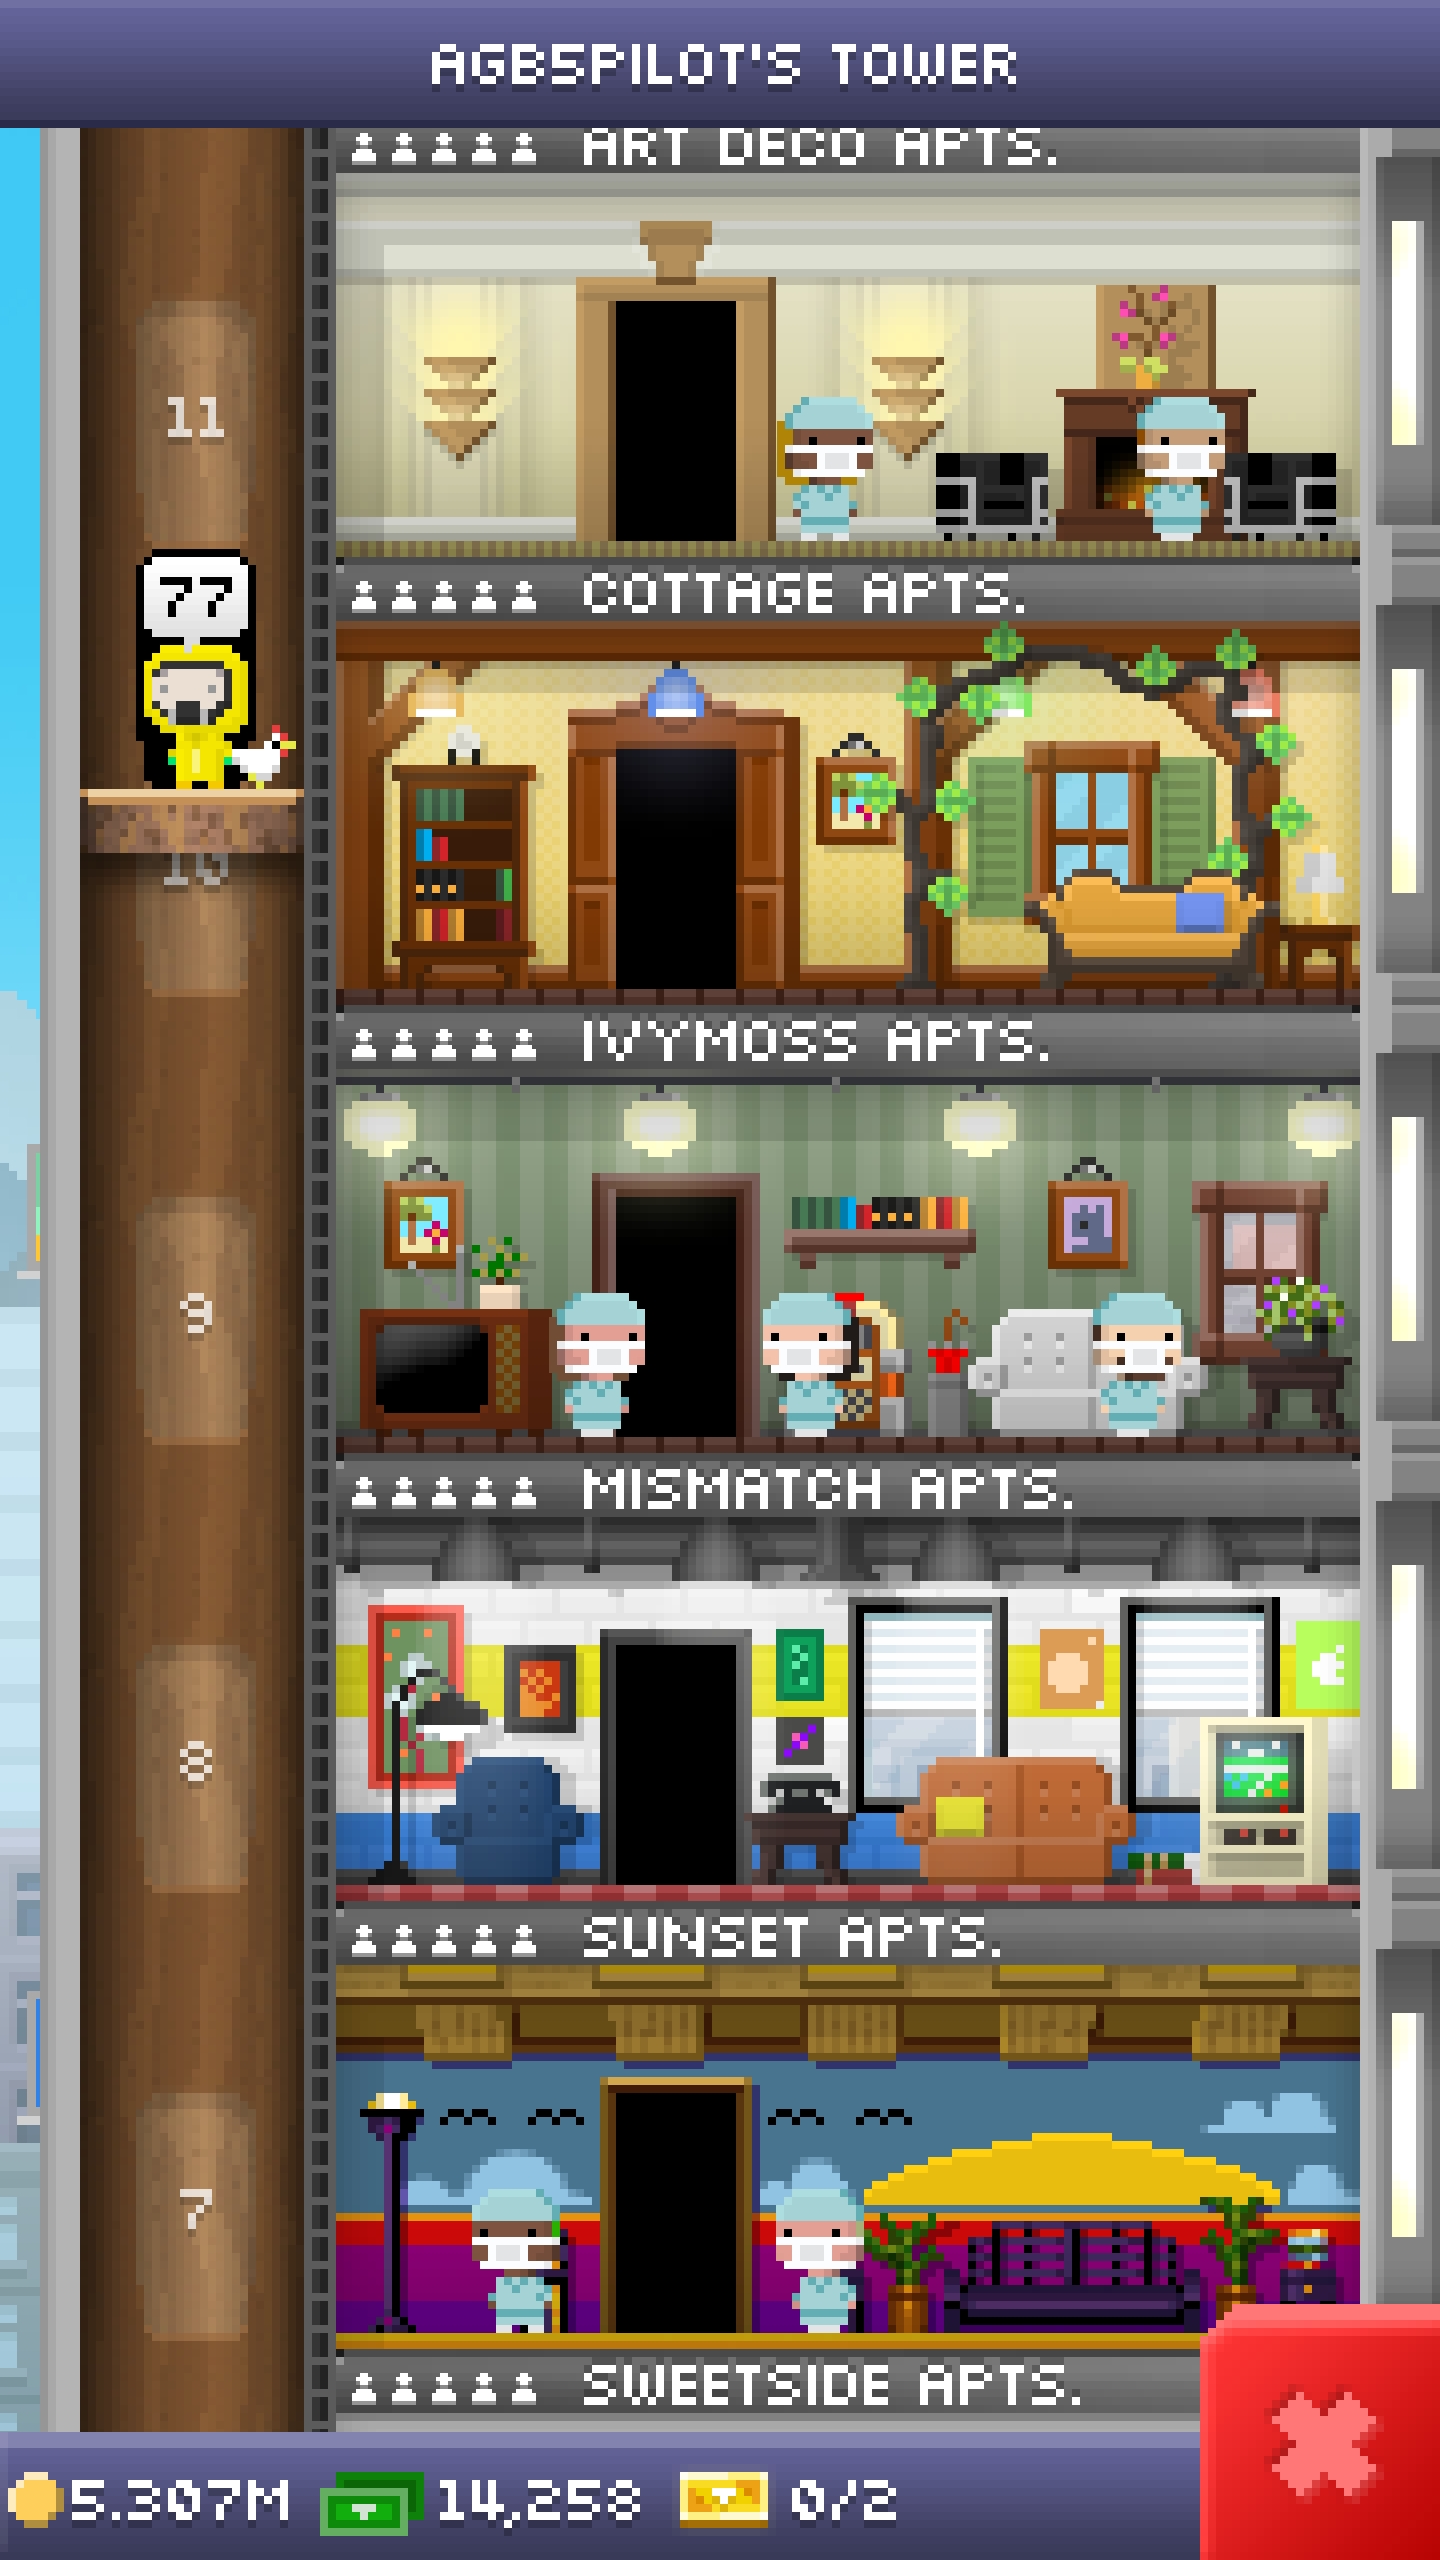 AGB5PILOT'S TOWER
ART DECO APTS.
11
COTTAGE APTS.
77
10
IVYMOSS APTS.
9
MISMATCH APTS.
8
SUNSET APTS.
7
SWEETSIDE APTS.
5.307M 14,258 0/2